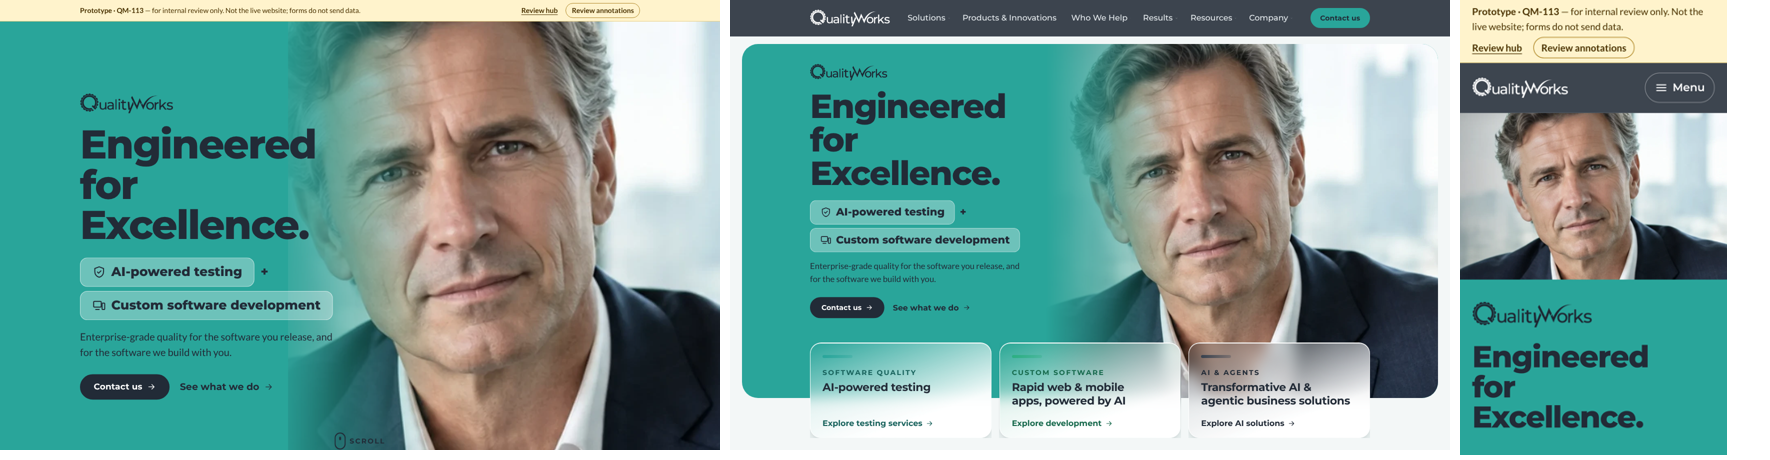 Prototype · QM-113 — for internal review only. Not the live website; forms do not send data.
Review hub
Review annotations
QualityWorks
Engineered
for
Excellence.
AI-powered testing +
Custom software development
Enterprise-grade quality for the software you release, and
for the software we build with you.
Contact us →
See what we do →
SCROLL
QualityWorks
Solutions
Products & Innovations
Who We Help
Results
Resources
Company
Contact us
QualityWorks
Engineered
for
Excellence.
AI-powered testing +
Custom software development
Enterprise-grade quality for the software you release, and
for the software we build with you.
Contact us →
See what we do →
SOFTWARE QUALITY
AI-powered testing
Explore testing services →
CUSTOM SOFTWARE
Rapid web & mobile
apps, powered by AI
Explore development →
AI & AGENTS
Transformative AI &
agentic business solutions
Explore AI solutions →
Prototype · QM-113 — for internal review only. Not the
live website; forms do not send data.
Review hub
Review annotations
QualityWorks
Menu
QualityWorks
Engineered
for
Excellence.